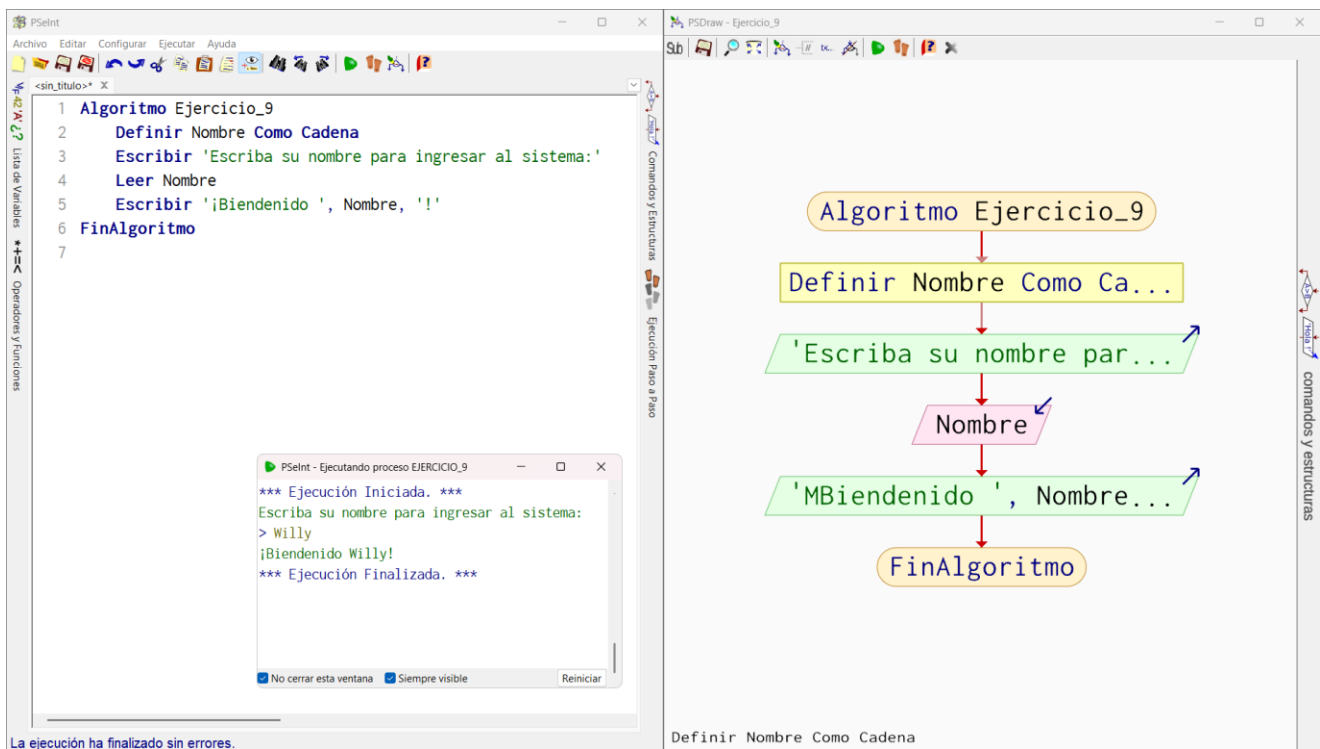 PSeInt
Archivo Editar Configurar Ejecutar Ayuda
<sin_titulo>* X
1 Algoritmo Ejercicio_9
2 Definir Nombre Como Cadena
3 Escribir 'Escriba su nombre para ingresar al sistema:'
4 Leer Nombre
5 Escribir '¡Biendenido ', Nombre, '!'
6 FinAlgoritmo
7
42 'A' ¿?
Lista de Variables
*+=<
Operadores y Funciones
Comandos y Estructuras
Ejecución Paso a Paso
PSeInt - Ejecutando proceso EJERCICIO_9
*** Ejecución Iniciada. ***
Escriba su nombre para ingresar al sistema:
> Willy
¡Biendenido Willy!
*** Ejecución Finalizada. ***
No cerrar esta ventana Siempre visible Reiniciar
La ejecución ha finalizado sin errores.
PSDraw - Ejercicio_9
Sub
Algoritmo Ejercicio_9
Definir Nombre Como Ca...
'Escriba su nombre par...
Nombre
'MBiendenido ', Nombre...
FinAlgoritmo
comandos y estructuras
Definir Nombre Como Cadena